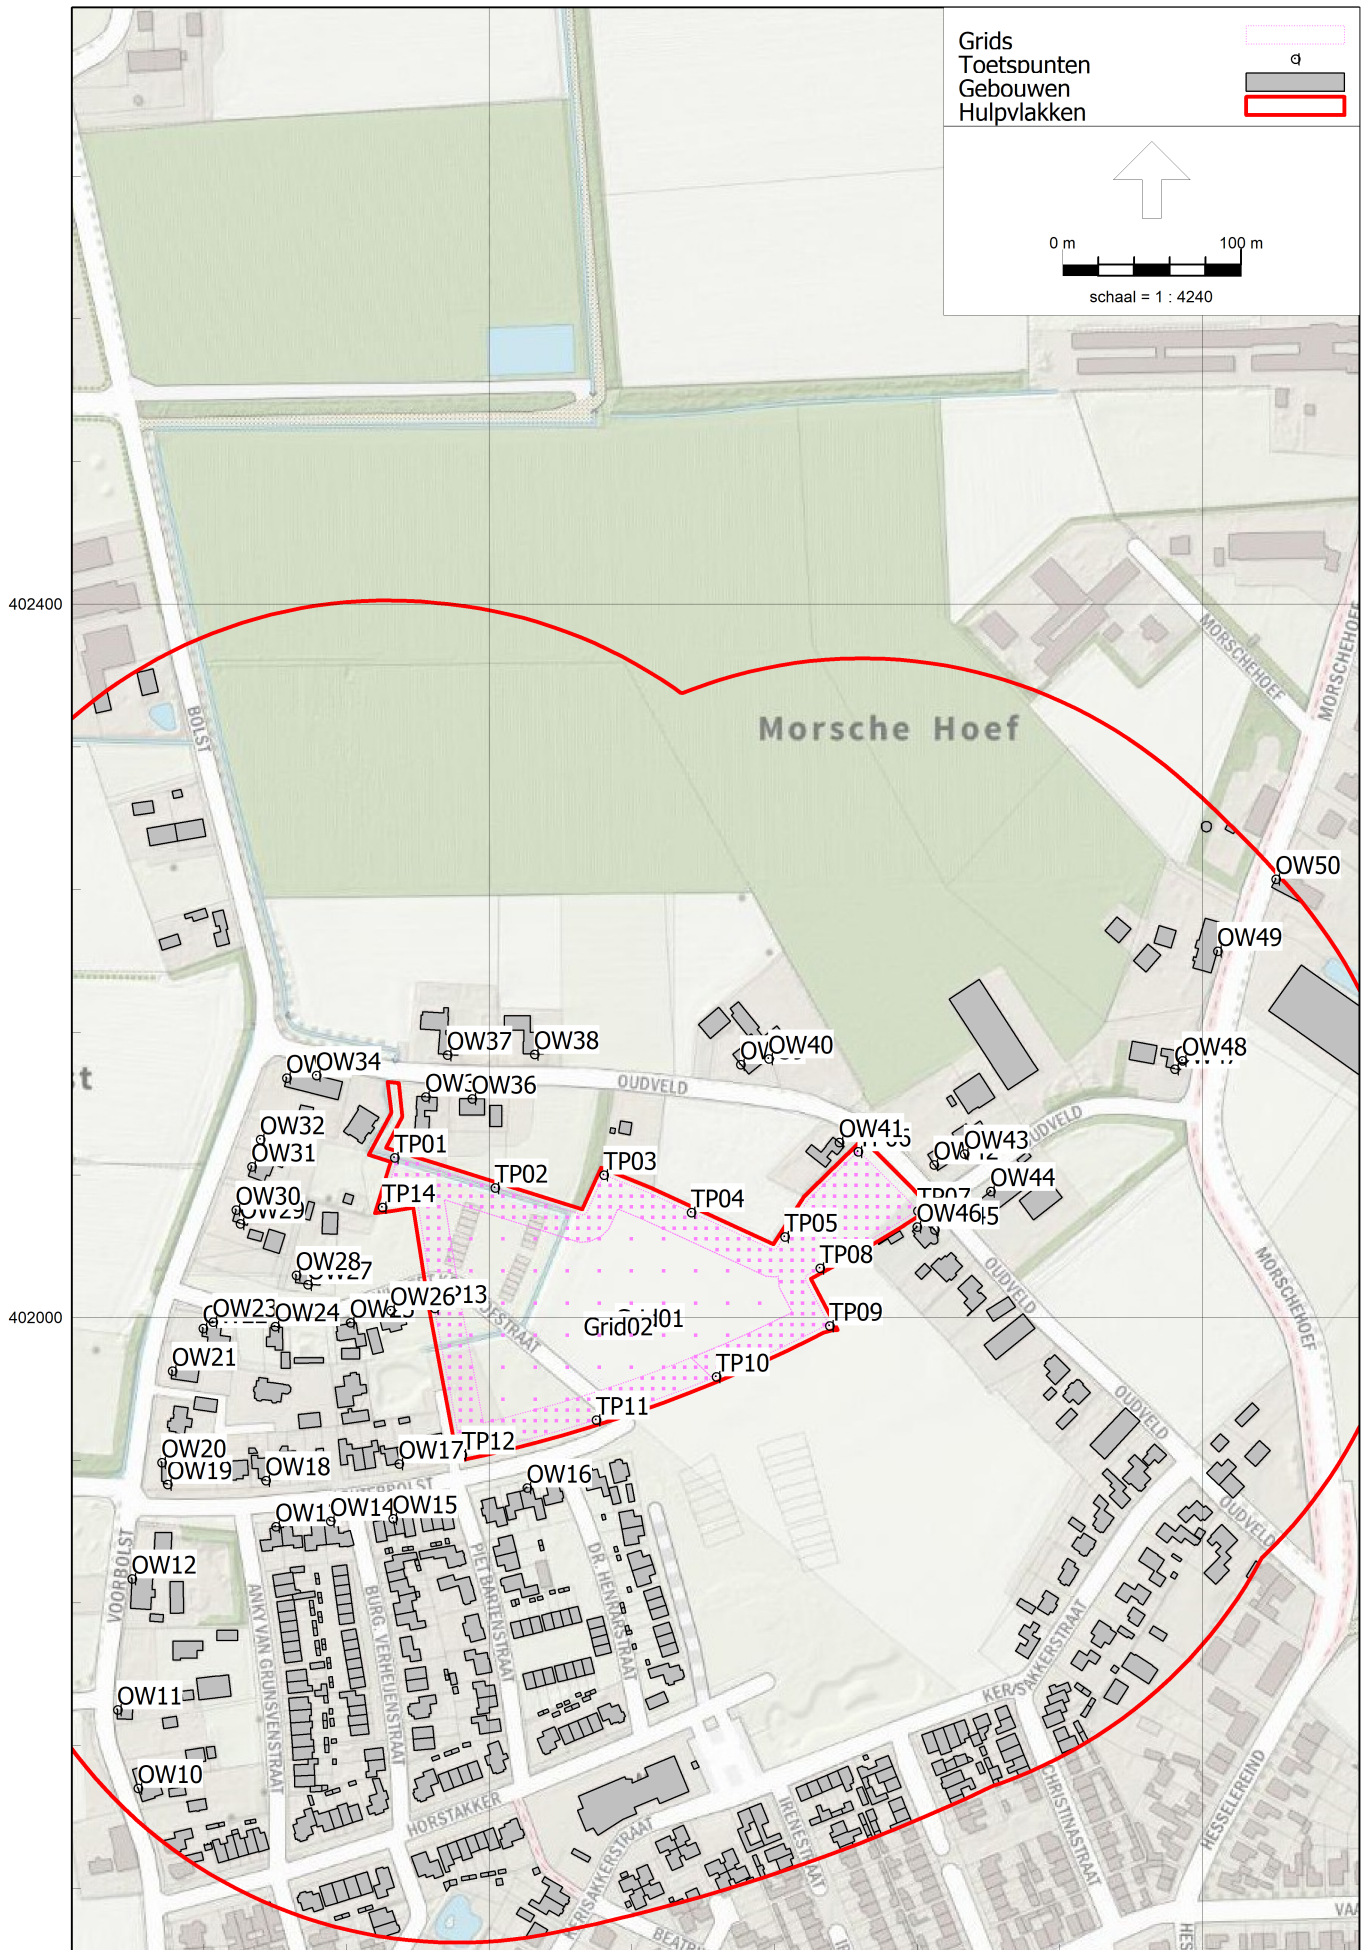 Grids
Toetspunten
Gebouwen
Hulpvlakken
0 m 100 m
schaal = 1 : 4240
402400
MORSCHEHOEF
MORSCHEHOEF
BOLST
Morsche Hoef
OW50
OW49
OW37
OW38
OW40
OW48
OW34
OUDVELD
OW36
OUDVELD
OW32
OW41
OW43
TP01
OW31
TP02
TP03
OW44
OW30
TP14
TP04
TP07
OW29
TP05
OW46
OW28
TP08
OUDVELD
MORSCHEHOEF
OW26
OW23
OW24
TP09
402000
Grid02
OW21
TP10
OUDVELD
TP11
TP12
OW20
OW17
OW19
OW18
OW16
OUDVELD
OW14
OW15
VOORBOLST
OW12
ANKY VAN GRUNSVENSTRAAT
BURG. VERHEIJENSTRAAT
PIET BARTENSTRAAT
DR. HENRARSTRAAT
OW11
OW10
HORSTAKKER
IRENESTRAAT
CHRISTINASTRAAT
HESSELEREIND
KERISAKKERSTRAAT